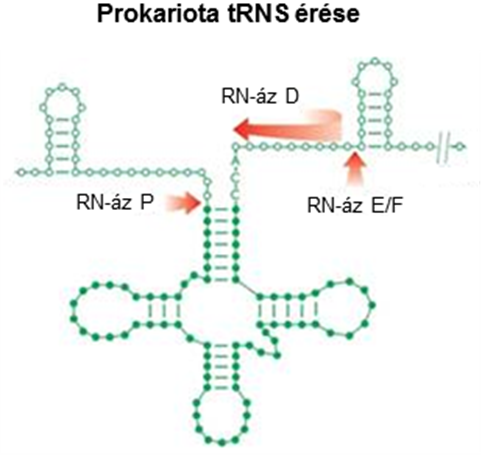 Prokariota tRNS érése
RN-áz D
RN-áz P
RN-áz E/F
A
C
C